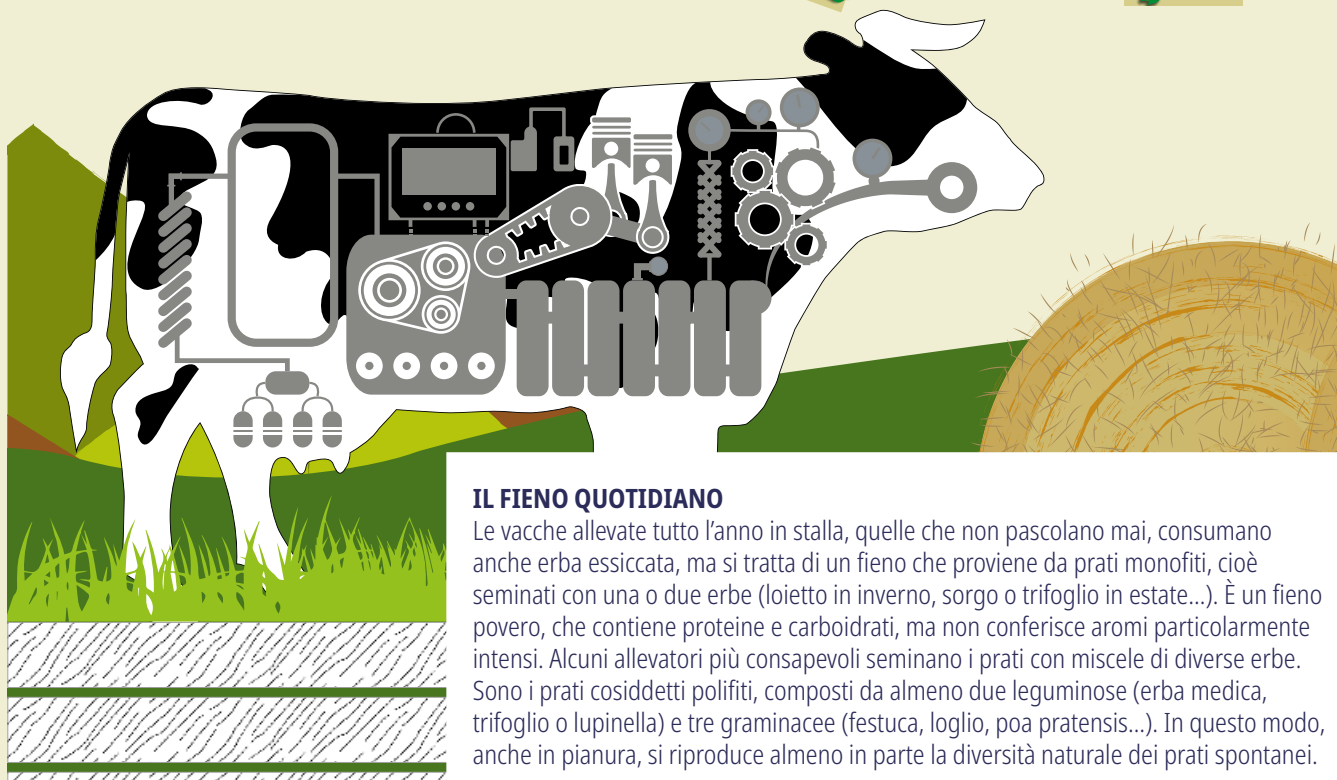 IL FIENO QUOTIDIANO
Le vacche allevate tutto l’anno in stalla, quelle che non pascolano mai, consumano
anche erba essiccata, ma si tratta di un fieno che proviene da prati monofiti, cioè
seminati con una o due erbe (loietto in inverno, sorgo o trifoglio in estate...). È un fieno
povero, che contiene proteine e carboidrati, ma non conferisce aromi particolarmente
intensi. Alcuni allevatori più consapevoli seminano i prati con miscele di diverse erbe.
Sono i prati cosiddetti polifiti, composti da almeno due leguminose (erba medica,
trifoglio o lupinella) e tre graminacee (festuca, loglio, poa pratensis...). In questo modo,
anche in pianura, si riproduce almeno in parte la diversità naturale dei prati spontanei.